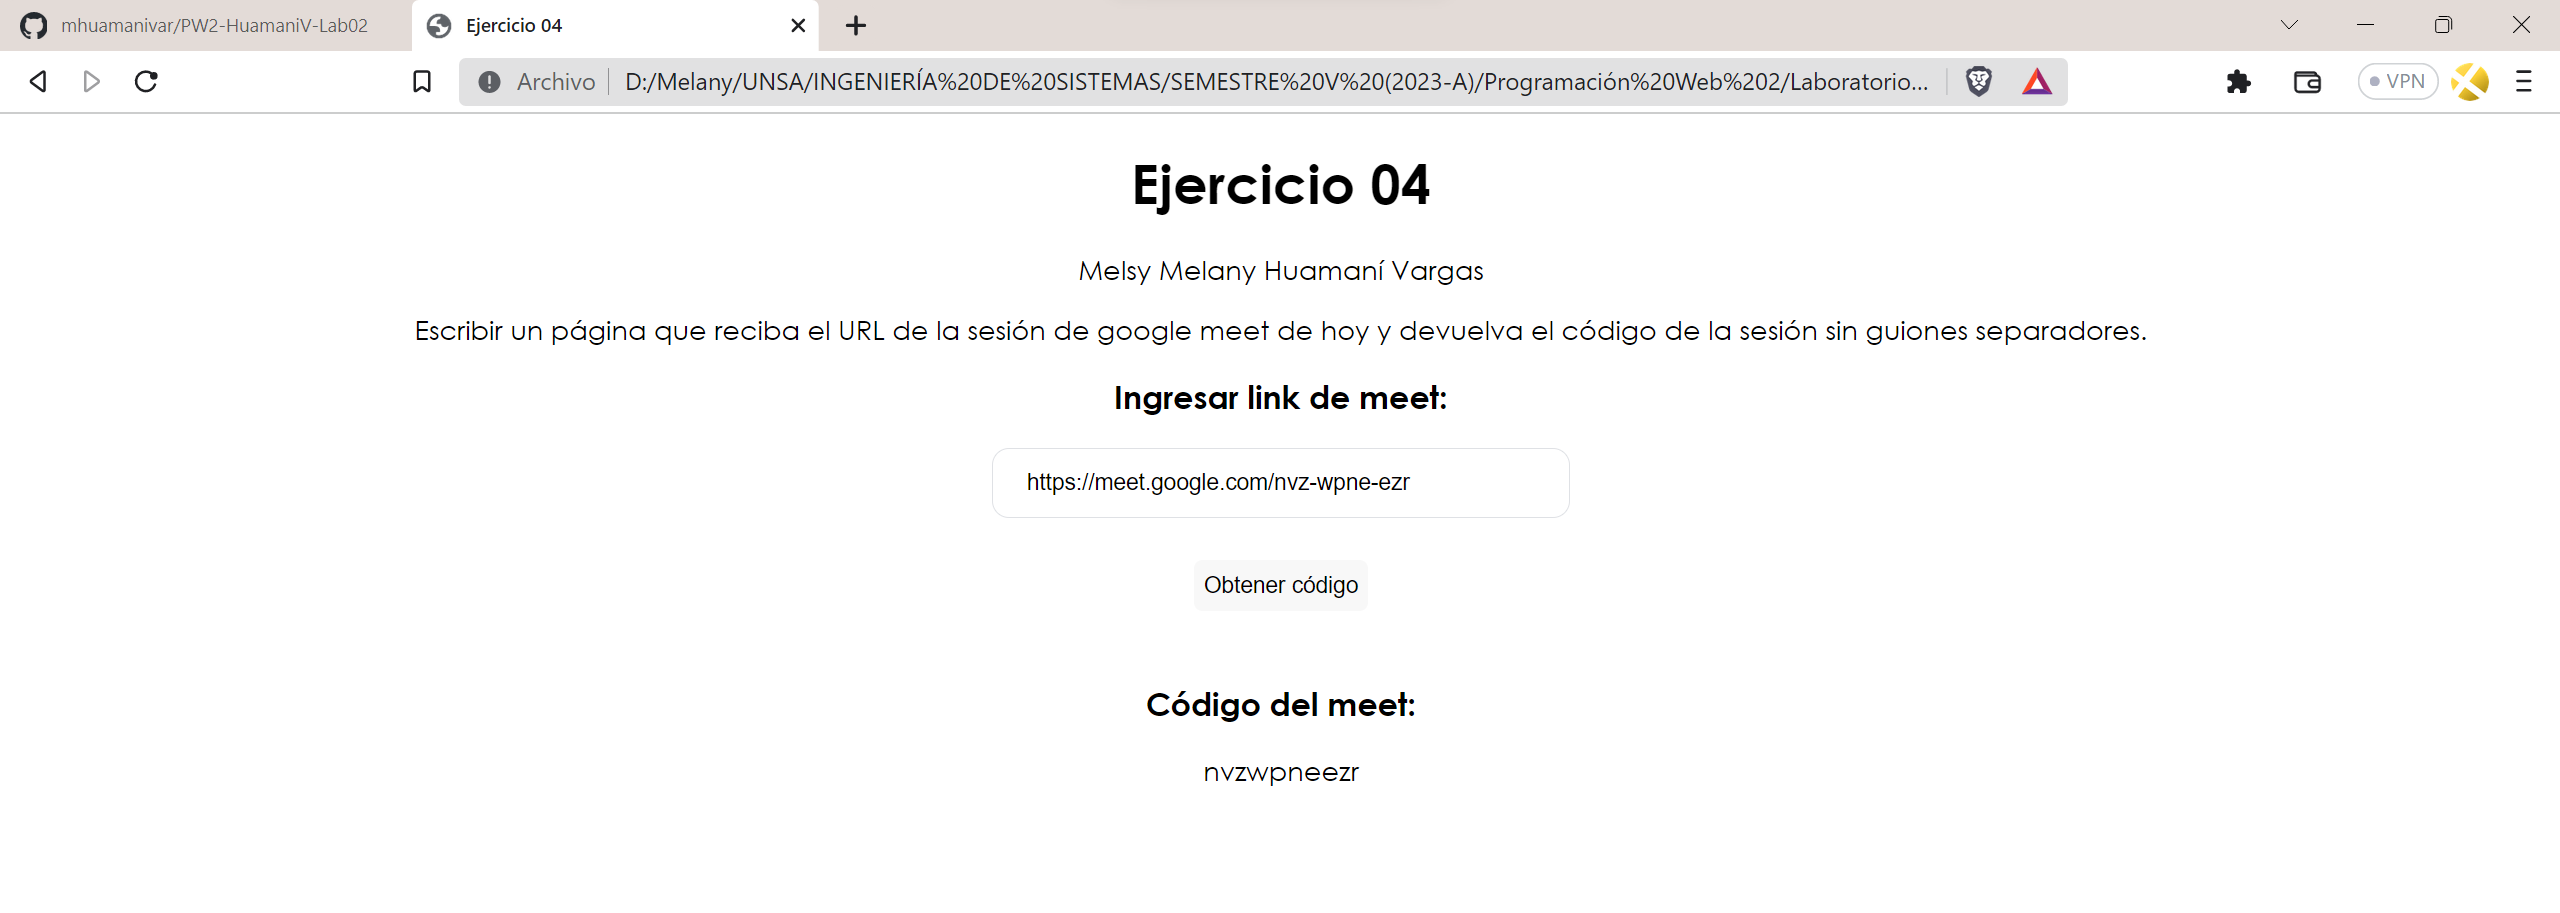 mhuamanivar/PW2-HuamaniV-Lab02
Ejercicio 04
Archivo
D:/Melany/UNSA/INGENIERÍA%20DE%20SISTEMAS/SEMESTRE%20V%20(2023-A)/Programación%20Web%202/Laboratorio...
VPN
Ejercicio 04
Melsy Melany Huamaní Vargas
Escribir un página que reciba el URL de la sesión de google meet de hoy y devuelva el código de la sesión sin guiones separadores.
Ingresar link de meet:
https://meet.google.com/nvz-wpne-ezr
Obtener código
Código del meet:
nvzwpneezr